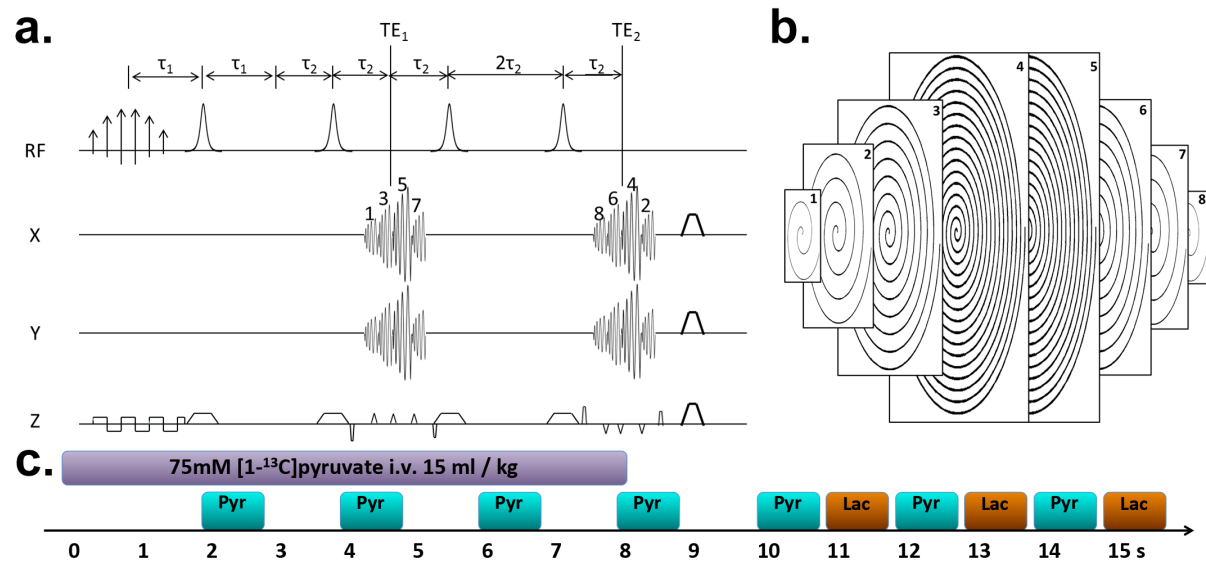 a.
TE1
TE2
τ1 τ1 τ2 τ2 τ2 2τ2 τ2
RF
X
1 3 5 7
8 6 4 2
Y
Z
b.
1 2 3 4 5 6 7 8
c.
75mM [1-¹³C]pyruvate i.v. 15 ml / kg
Pyr Pyr Pyr Pyr Pyr Lac Pyr Lac Pyr Lac
0 1 2 3 4 5 6 7 8 9 10 11 12 13 14 15 s